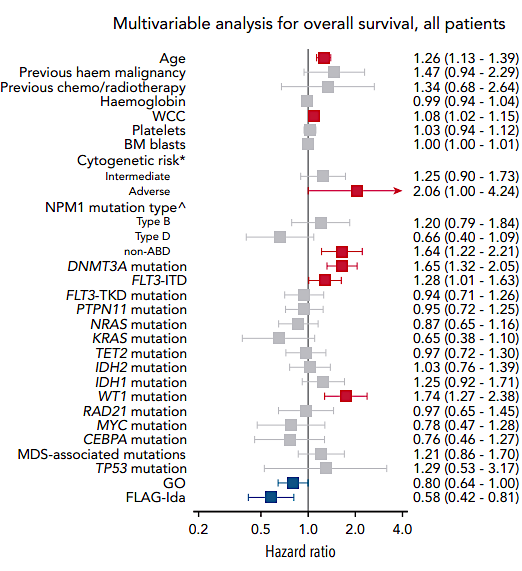 Multivariable analysis for overall survival, all patients
Age 1.26 (1.13 - 1.39)
Previous haem malignancy 1.47 (0.94 - 2.29)
Previous chemo/radiotherapy 1.34 (0.68 - 2.64)
Haemoglobin 0.99 (0.94 - 1.04)
WCC 1.08 (1.02 - 1.15)
Platelets 1.03 (0.94 - 1.12)
BM blasts 1.00 (1.00 - 1.01)
Cytogenetic risk*
Intermediate 1.25 (0.90 - 1.73)
Adverse 2.06 (1.00 - 4.24)
NPM1 mutation type^
Type B 1.20 (0.79 - 1.84)
Type D 0.66 (0.40 - 1.09)
non-ABD 1.64 (1.22 - 2.21)
DNMT3A mutation 1.65 (1.32 - 2.05)
FLT3-ITD 1.28 (1.01 - 1.63)
FLT3-TKD mutation 0.94 (0.71 - 1.26)
PTPN11 mutation 0.95 (0.72 - 1.25)
NRAS mutation 0.87 (0.65 - 1.16)
KRAS mutation 0.65 (0.38 - 1.10)
TET2 mutation 0.97 (0.72 - 1.30)
IDH2 mutation 1.03 (0.76 - 1.39)
IDH1 mutation 1.25 (0.92 - 1.71)
WT1 mutation 1.74 (1.27 - 2.38)
RAD21 mutation 0.97 (0.65 - 1.45)
MYC mutation 0.78 (0.47 - 1.28)
CEBPA mutation 0.76 (0.46 - 1.27)
MDS-associated mutations 1.21 (0.86 - 1.70)
TP53 mutation 1.29 (0.53 - 3.17)
GO 0.80 (0.64 - 1.00)
FLAG-Ida 0.58 (0.42 - 0.81)
0.2 0.5 1.0 2.0 4.0
Hazard ratio